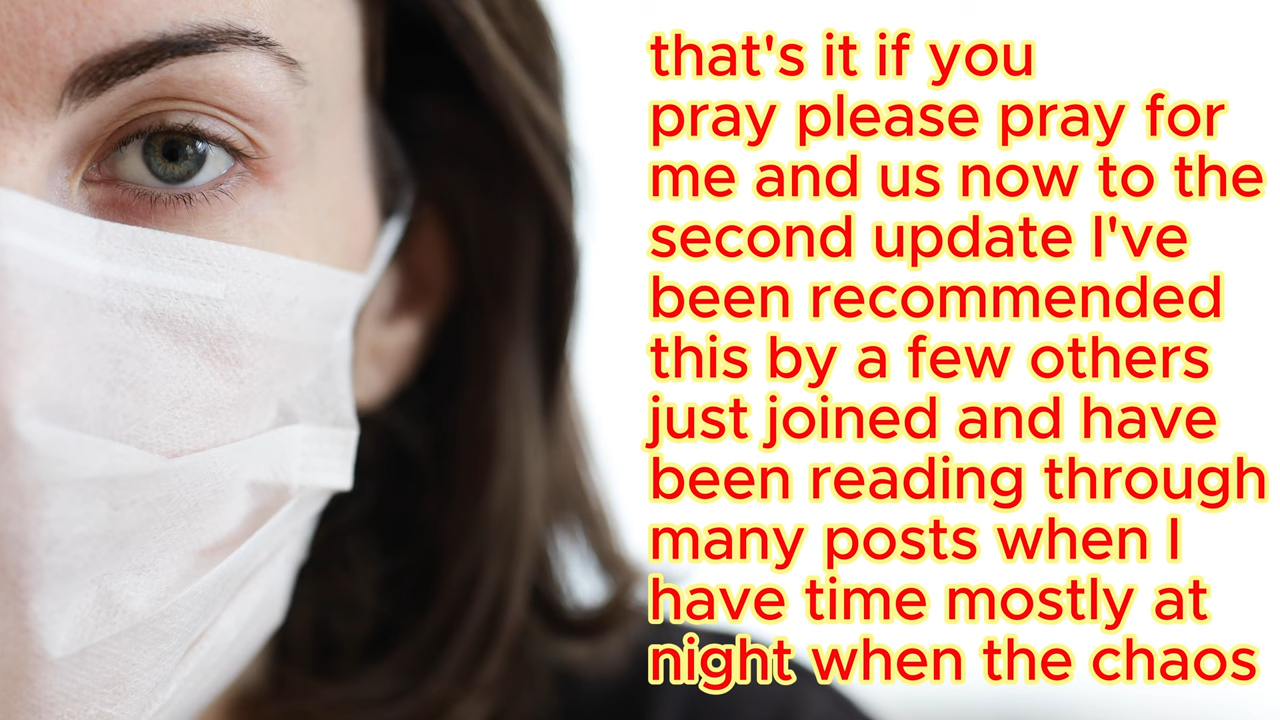 that's it if you
pray please pray for
me and us now to the
second update I've
been recommended
this by a few others
just joined and have
been reading through
many posts when I
have time mostly at
night when the chaos